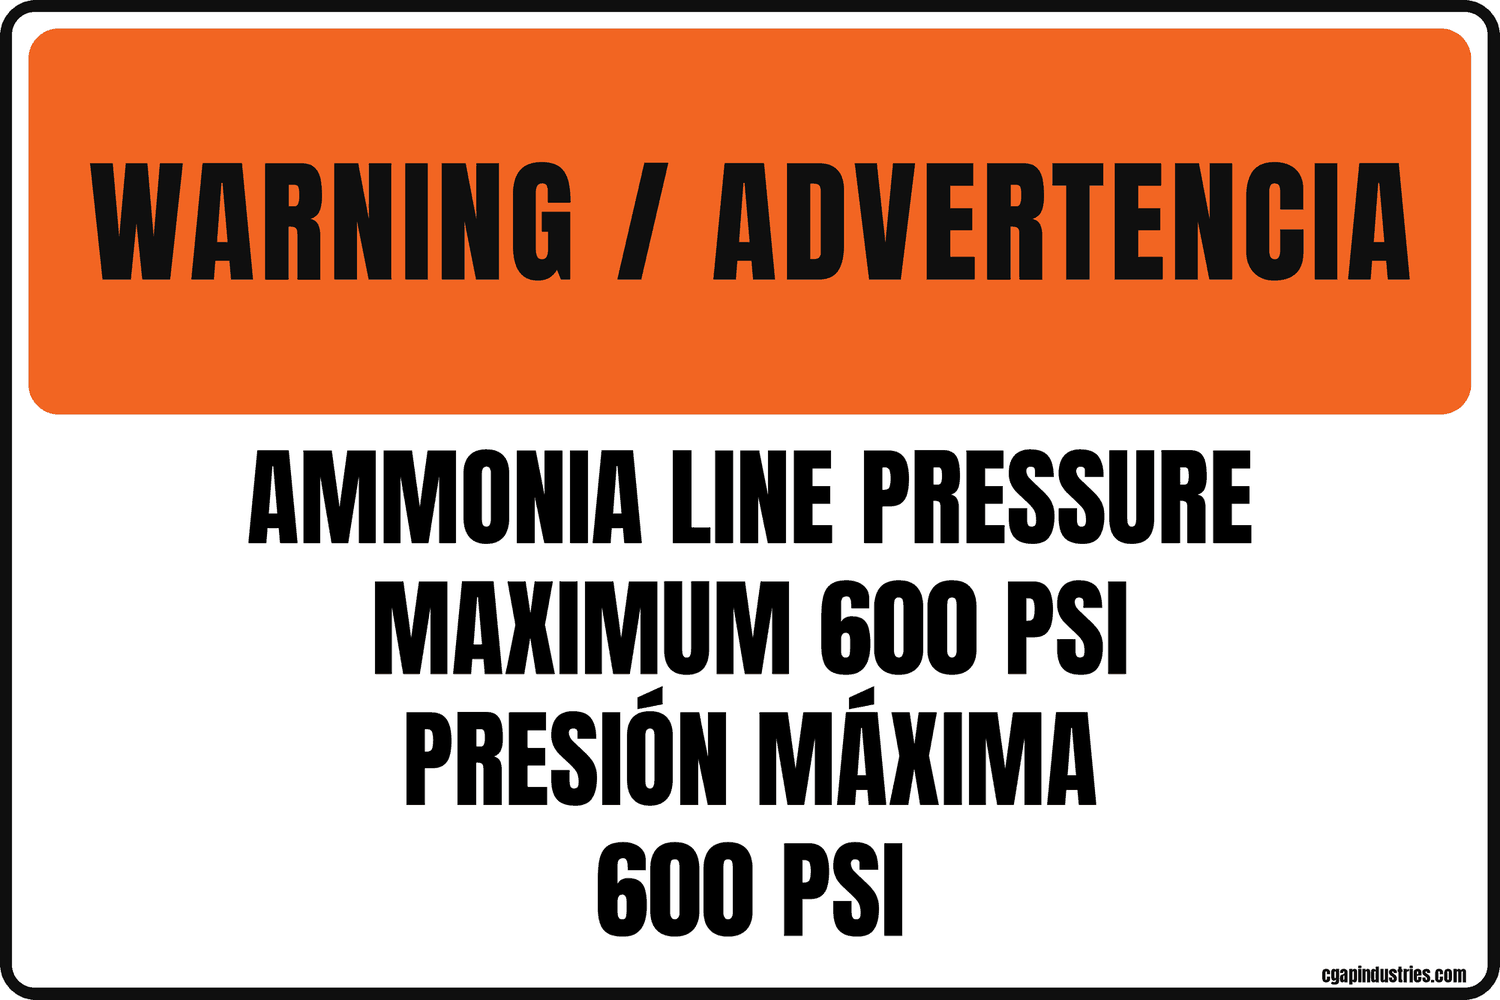 WARNING / ADVERTENCIA
AMMONIA LINE PRESSURE
MAXIMUM 600 PSI
PRESIÓN MÁXIMA
600 PSI
cgapindustries.com